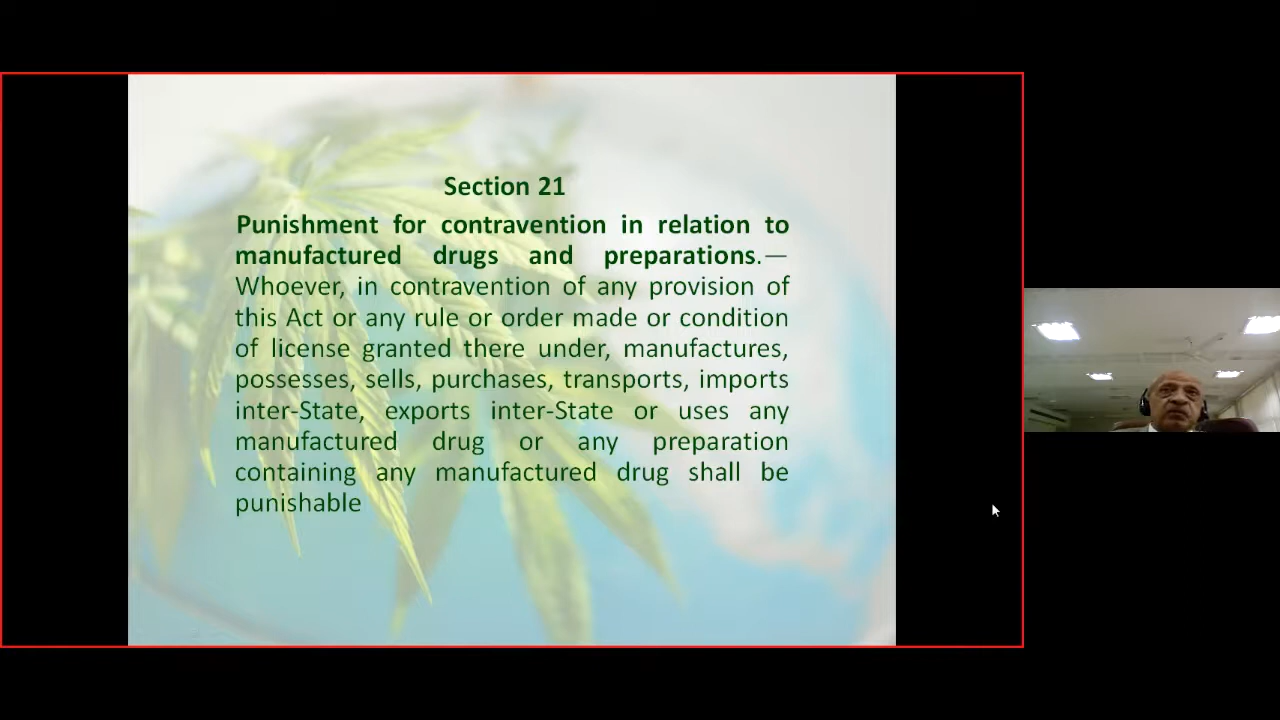 Section 21
Punishment for contravention in relation to
manufactured drugs and preparations.—
Whoever, in contravention of any provision of
this Act or any rule or order made or condition
of license granted there under, manufactures,
possesses, sells, purchases, transports, imports
inter-State, exports inter-State or uses any
manufactured drug or any preparation
containing any manufactured drug shall be
punishable